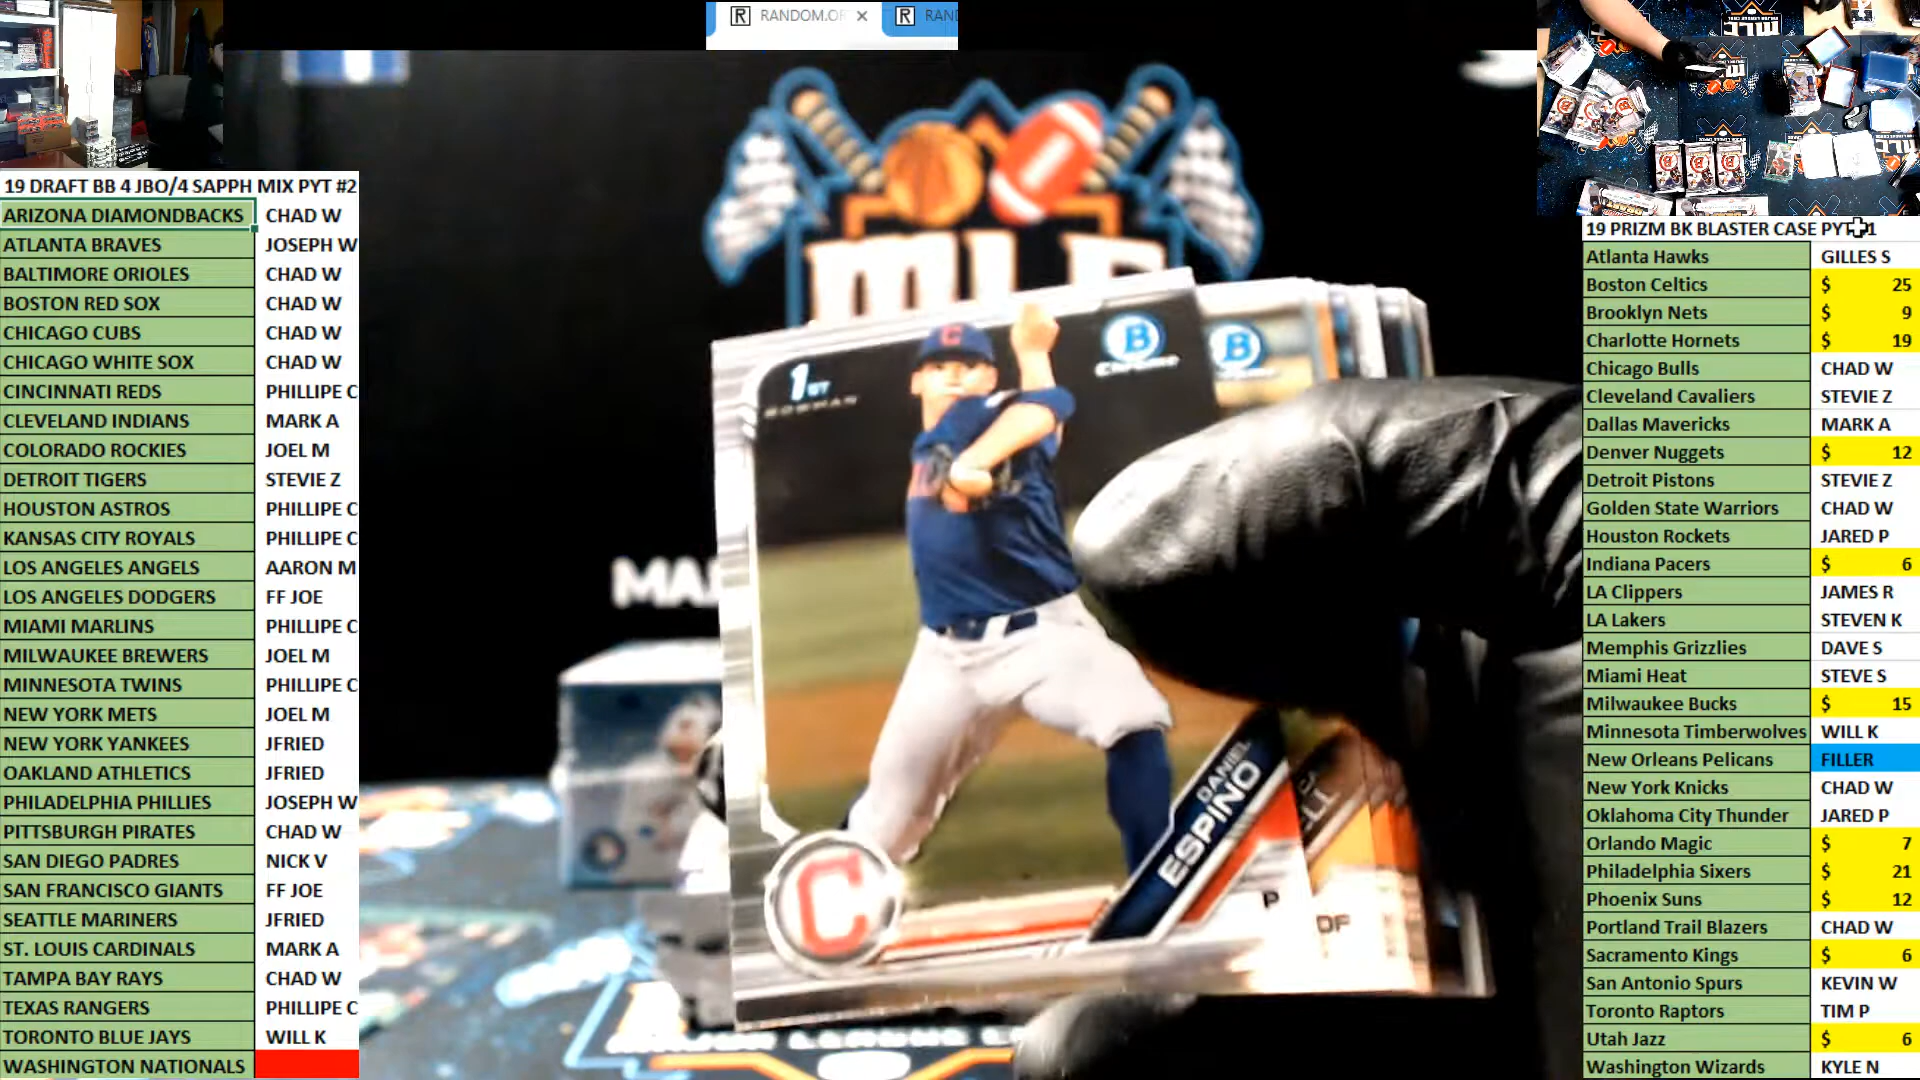 RANDOM.OR
RAND
19 DRAFT BB 4 JBO/4 SAPPH MIX PYT #2
ARIZONA DIAMONDBACKS CHAD W
ATLANTA BRAVES JOSEPH W
BALTIMORE ORIOLES CHAD W
BOSTON RED SOX CHAD W
CHICAGO CUBS CHAD W
CHICAGO WHITE SOX CHAD W
CINCINNATI REDS PHILLIPE C
CLEVELAND INDIANS MARK A
COLORADO ROCKIES JOEL M
DETROIT TIGERS STEVIE Z
HOUSTON ASTROS PHILLIPE C
KANSAS CITY ROYALS PHILLIPE C
LOS ANGELES ANGELS AARON M
LOS ANGELES DODGERS FF JOE
MIAMI MARLINS PHILLIPE C
MILWAUKEE BREWERS JOEL M
MINNESOTA TWINS PHILLIPE C
NEW YORK METS JOEL M
NEW YORK YANKEES JFRIED
OAKLAND ATHLETICS JFRIED
PHILADELPHIA PHILLIES JOSEPH W
PITTSBURGH PIRATES CHAD W
SAN DIEGO PADRES NICK V
SAN FRANCISCO GIANTS FF JOE
SEATTLE MARINERS JFRIED
ST. LOUIS CARDINALS MARK A
TAMPA BAY RAYS CHAD W
TEXAS RANGERS PHILLIPE C
TORONTO BLUE JAYS WILL K
WASHINGTON NATIONALS
MLC
1ST
BOWMAN
B
CHROME
B
C
C
DANIEL
ESPINO
P
OF
19 PRIZM BK BLASTER CASE PYT 1
Atlanta Hawks GILLES S
Boston Celtics $ 25
Brooklyn Nets $ 9
Charlotte Hornets $ 19
Chicago Bulls CHAD W
Cleveland Cavaliers STEVIE Z
Dallas Mavericks MARK A
Denver Nuggets $ 12
Detroit Pistons STEVIE Z
Golden State Warriors CHAD W
Houston Rockets JARED P
Indiana Pacers $ 6
LA Clippers JAMES R
LA Lakers STEVEN K
Memphis Grizzlies DAVE S
Miami Heat STEVE S
Milwaukee Bucks $ 15
Minnesota Timberwolves WILL K
New Orleans Pelicans FILLER
New York Knicks CHAD W
Oklahoma City Thunder JARED P
Orlando Magic $ 7
Philadelphia Sixers $ 21
Phoenix Suns $ 12
Portland Trail Blazers CHAD W
Sacramento Kings $ 6
San Antonio Spurs KEVIN W
Toronto Raptors TIM P
Utah Jazz $ 6
Washington Wizards KYLE N